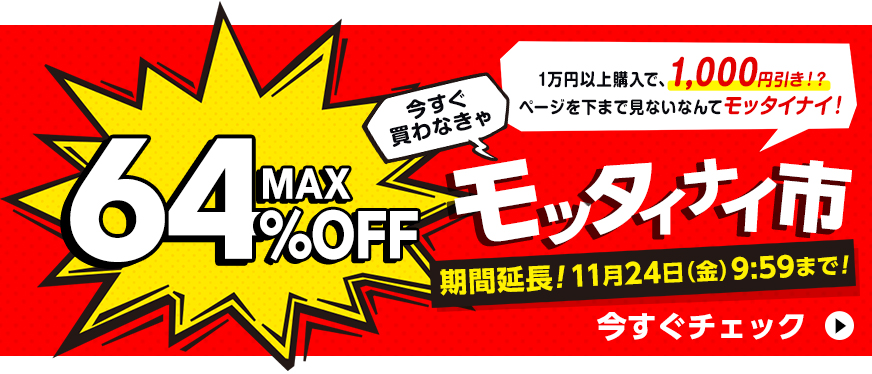 MAX
64%OFF
1万円以上購入で、1,000円引き!?
ページを下まで見ないなんてモッタイナイ!
今すぐ
買わなきゃ
モッタイナイ市
期間延長!11月24日(金)9:59まで!
今すぐチェック